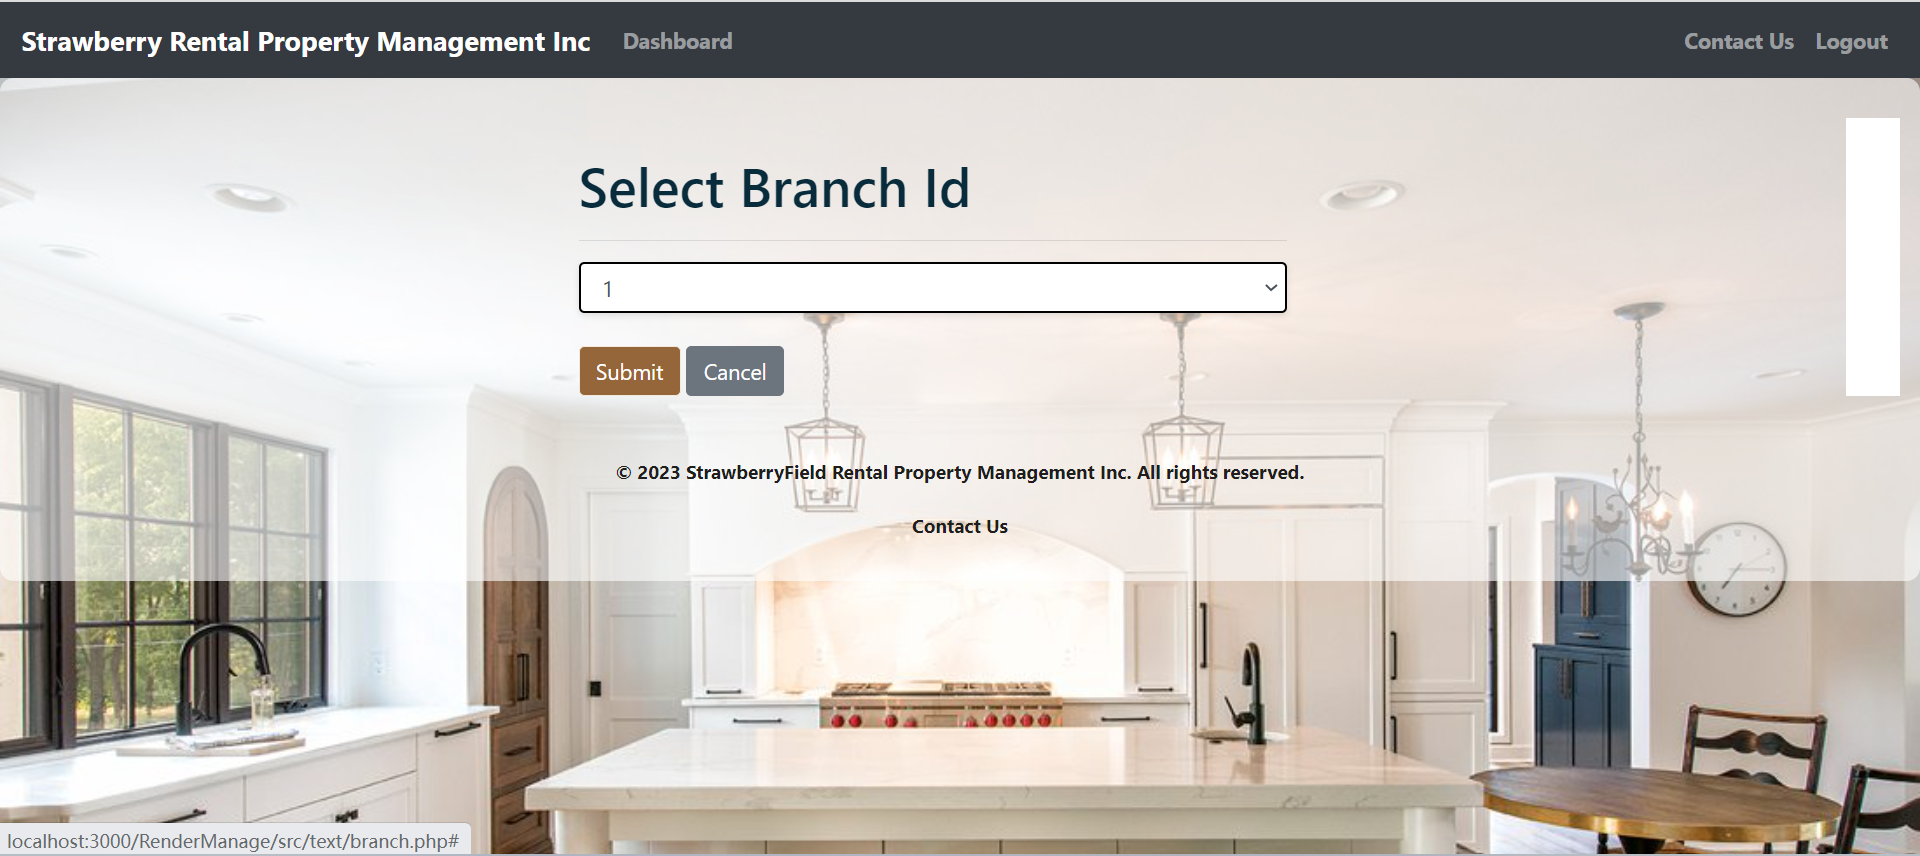 Strawberry Rental Property Management Inc Dashboard Contact Us Logout
Select Branch Id
1
Submit Cancel
© 2023 StrawberryField Rental Property Management Inc. All rights reserved.
Contact Us
localhost:3000/RenderManage/src/text/branch.php#